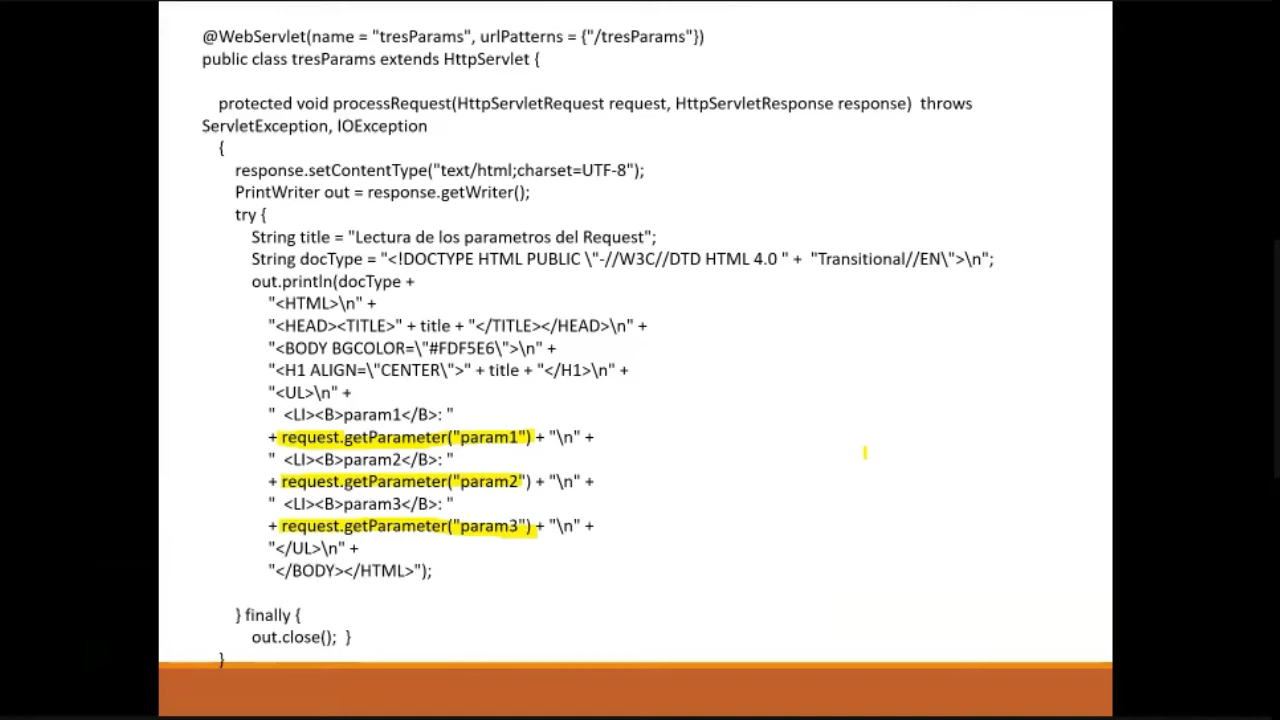 @WebServlet(name = "tresParams", urlPatterns = {"/tresParams"})
public class tresParams extends HttpServlet {
protected void processRequest(HttpServletRequest request, HttpServletResponse response)  throws
ServletException, IOException
{
response.setContentType("text/html;charset=UTF-8");
PrintWriter out = response.getWriter();
try {
String title = "Lectura de los parametros del Request";
String docType = "<!DOCTYPE HTML PUBLIC \"-//W3C//DTD HTML 4.0 " +  "Transitional//EN\">\n";
out.println(docType +
"<HTML>\n" +
"<HEAD><TITLE>" + title + "</TITLE></HEAD>\n" +
"<BODY BGCOLOR=\"#FDF5E6\">\n" +
"<H1 ALIGN=\"CENTER\">" + title + "</H1>\n" +
"<UL>\n" +
"  <LI><B>param1</B>: "
+ request.getParameter("param1") + "\n" +
"  <LI><B>param2</B>: "
+ request.getParameter("param2") + "\n" +
"  <LI><B>param3</B>: "
+ request.getParameter("param3") + "\n" +
"</UL>\n" +
"</BODY></HTML>");
} finally {
out.close();  }
}